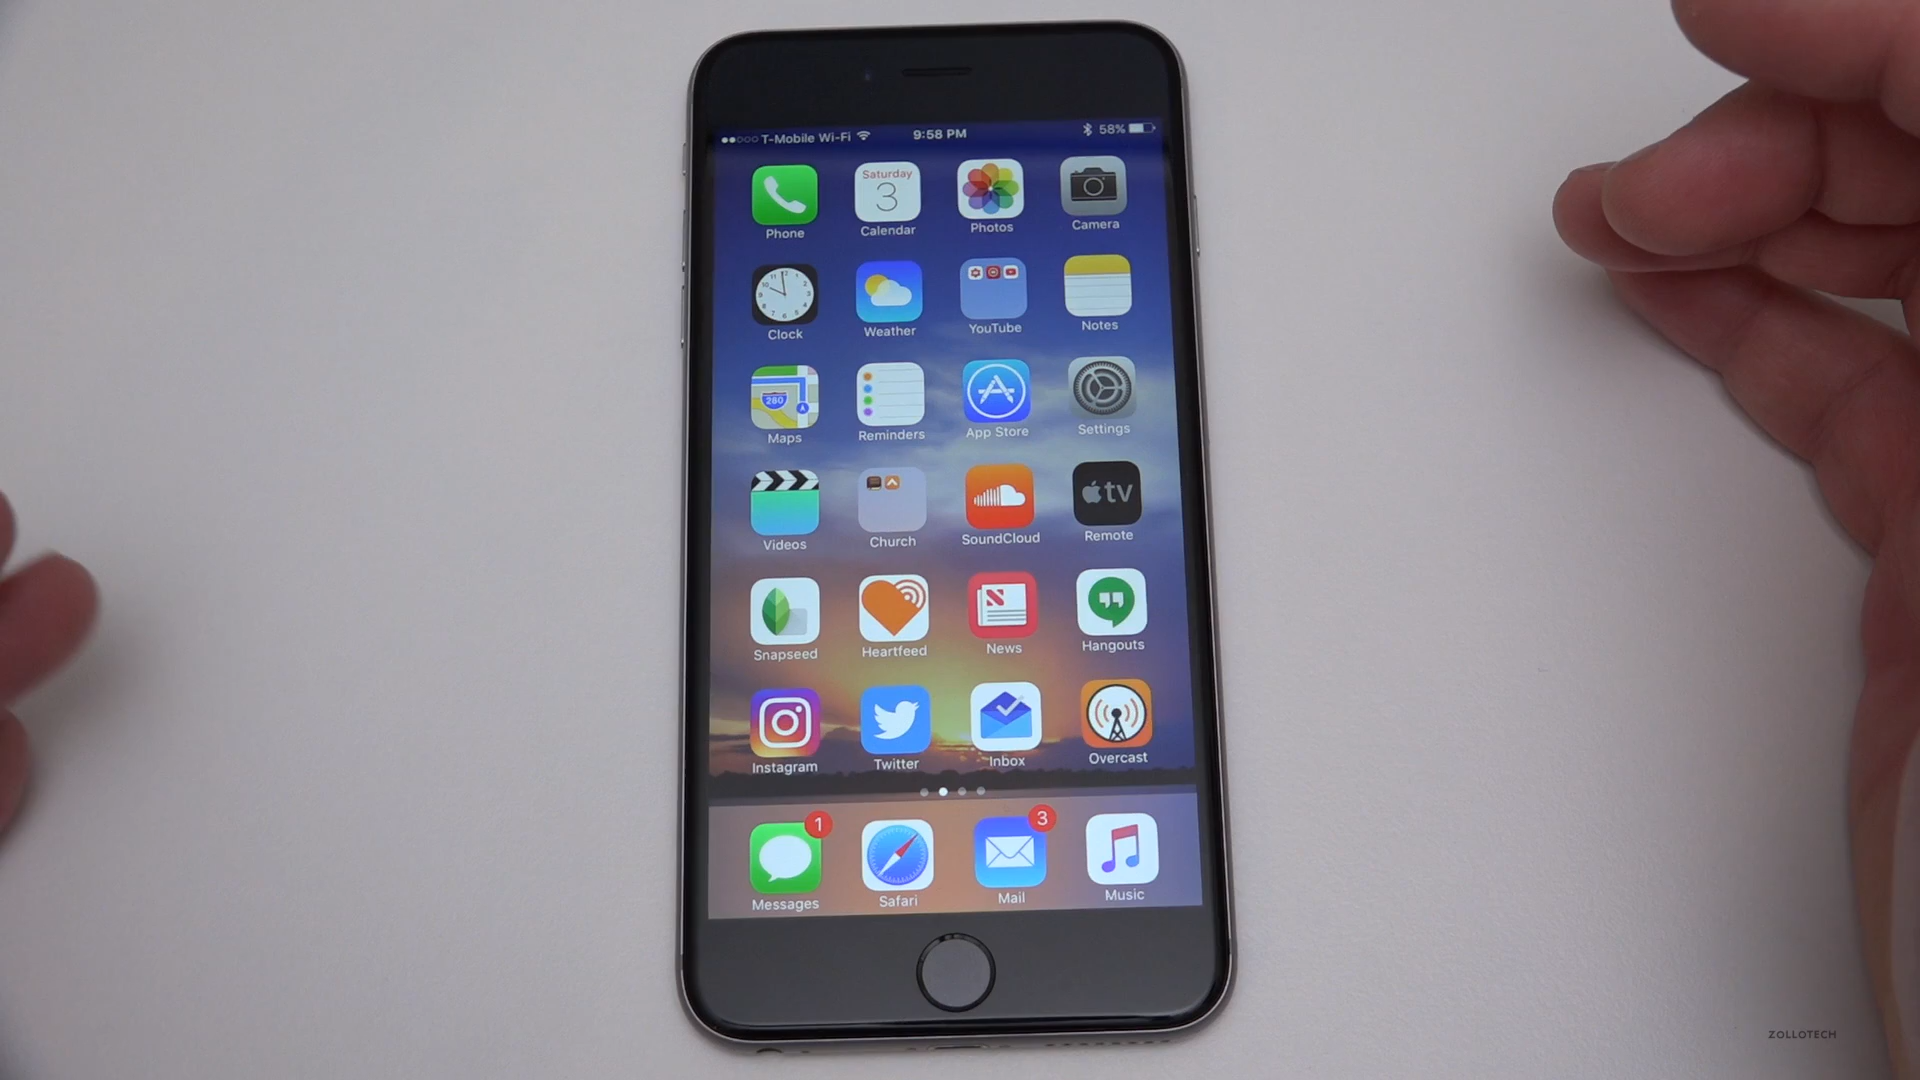 T-Mobile Wi-Fi 9:58 PM 58%
Saturday
3
Phone Calendar Photos Camera
Clock Weather YouTube Notes
280
Maps Reminders App Store Settings
tv
Videos Church SoundCloud Remote
Snapseed Heartfeed News Hangouts
Instagram Twitter Inbox Overcast
1 3
Messages Safari Mail Music
ZOLLOTECH